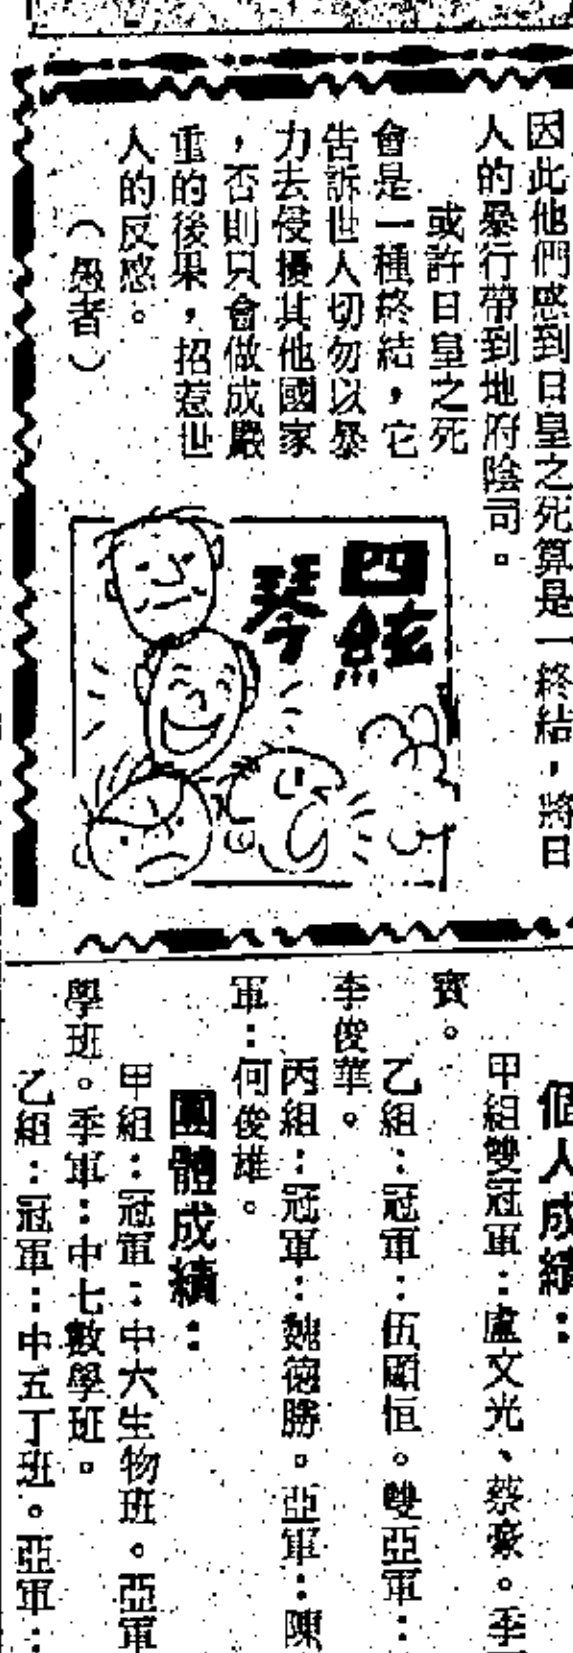 因此他們感到日皇之死算是一終結，將日
人的暴行帶到地府陰司。
或許日皇之死
會是一種終結，它
告訴世人切勿以暴
力去侵擾其他國家
，否則只會做成嚴
重的後果，招惹世
人的反感。
（愚者）
四絃
琴
個人成績：
甲組雙冠軍：盧文光、蔡豪。季
賓。
乙組：冠軍：伍顯恒。雙亞軍：
李俊華。
丙組：冠軍：魏德勝。亞軍：陳
軍：何俊雄。
團體成績：
甲組：冠軍：中六生物班。亞軍
學班。季軍：中七數學班。
乙組：冠軍：中五丁班。亞軍：